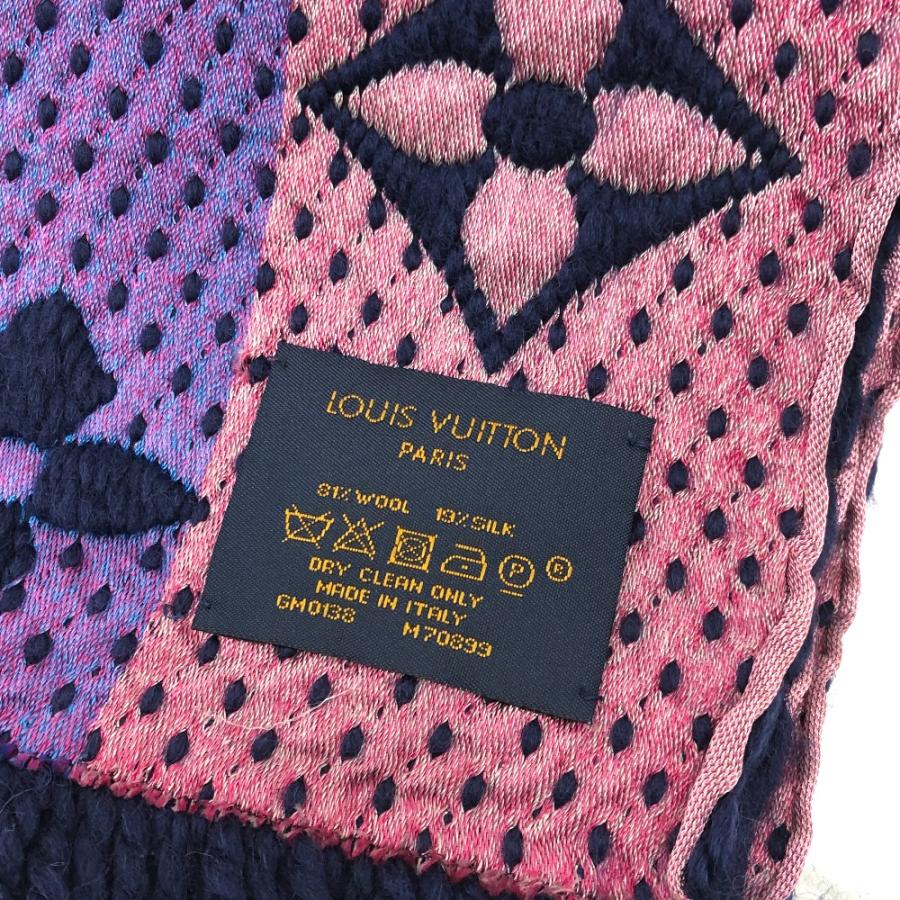 LOUIS VUITTON
PARIS
81% WOOL 19% SILK
P R
DRY CLEAN ONLY
MADE IN ITALY
GM0138 M70899